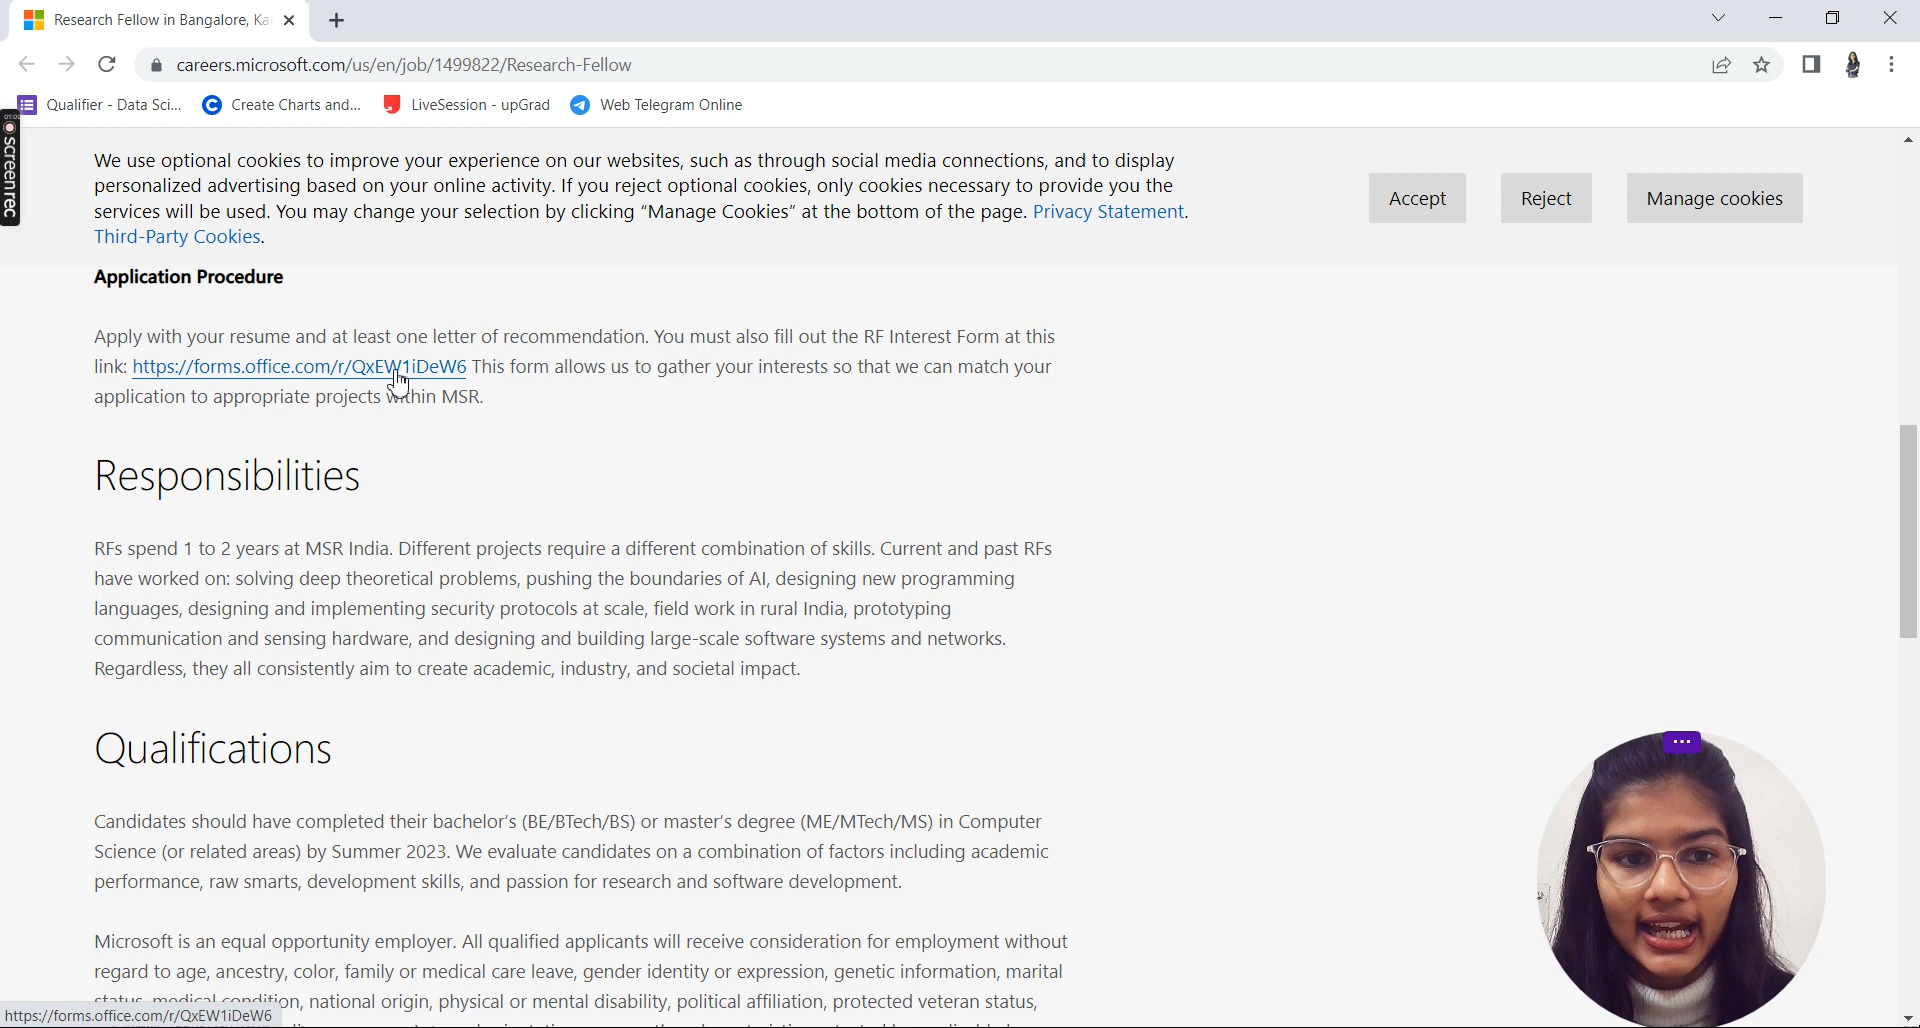 Research Fellow in Bangalore, Ka
careers.microsoft.com/us/en/job/1499822/Research-Fellow
Qualifier - Data Sci...
Create Charts and...
LiveSession - upGrad
Web Telegram Online
screenrec
We use optional cookies to improve your experience on our websites, such as through social media connections, and to display
personalized advertising based on your online activity. If you reject optional cookies, only cookies necessary to provide you the
services will be used. You may change your selection by clicking “Manage Cookies” at the bottom of the page. Privacy Statement.
Third-Party Cookies.
Accept
Reject
Manage cookies
Application Procedure
Apply with your resume and at least one letter of recommendation. You must also fill out the RF Interest Form at this
link: https://forms.office.com/r/QxEW1iDeW6 This form allows us to gather your interests so that we can match your
application to appropriate projects within MSR.
Responsibilities
RFs spend 1 to 2 years at MSR India. Different projects require a different combination of skills. Current and past RFs
have worked on: solving deep theoretical problems, pushing the boundaries of AI, designing new programming
languages, designing and implementing security protocols at scale, field work in rural India, prototyping
communication and sensing hardware, and designing and building large-scale software systems and networks.
Regardless, they all consistently aim to create academic, industry, and societal impact.
Qualifications
Candidates should have completed their bachelor’s (BE/BTech/BS) or master’s degree (ME/MTech/MS) in Computer
Science (or related areas) by Summer 2023. We evaluate candidates on a combination of factors including academic
performance, raw smarts, development skills, and passion for research and software development.
Microsoft is an equal opportunity employer. All qualified applicants will receive consideration for employment without
regard to age, ancestry, color, family or medical care leave, gender identity or expression, genetic information, marital
status, medical condition, national origin, physical or mental disability, political affiliation, protected veteran status,
https://forms.office.com/r/QxEW1iDeW6